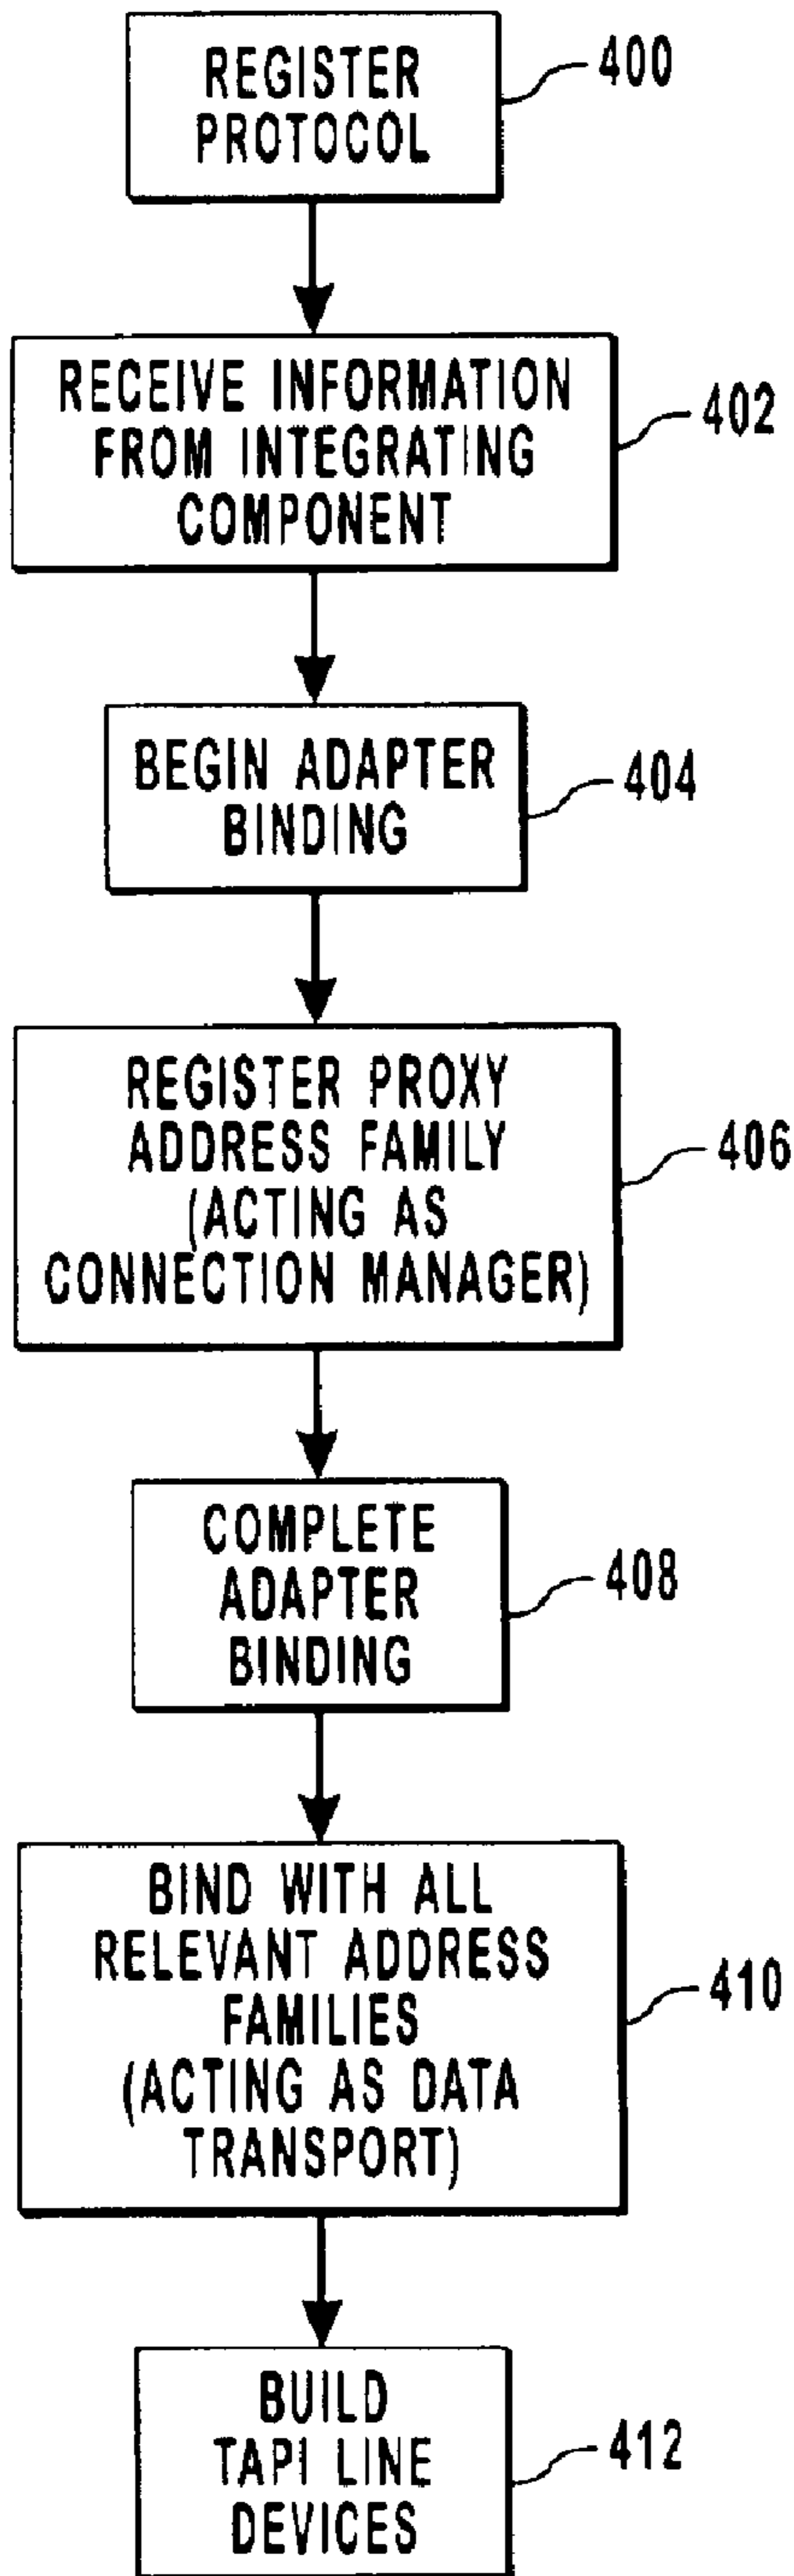 REGISTER
PROTOCOL
400
RECEIVE INFORMATION
FROM INTEGRATING
COMPONENT
402
BEGIN ADAPTER
BINDING
404
REGISTER PROXY
ADDRESS FAMILY
(ACTING AS
CONNECTION MANAGER)
406
COMPLETE
ADAPTER
BINDING
408
BIND WITH ALL
RELEVANT ADDRESS
FAMILIES
(ACTING AS DATA
TRANSPORT)
410
BUILD
TAPI LINE
DEVICES
412